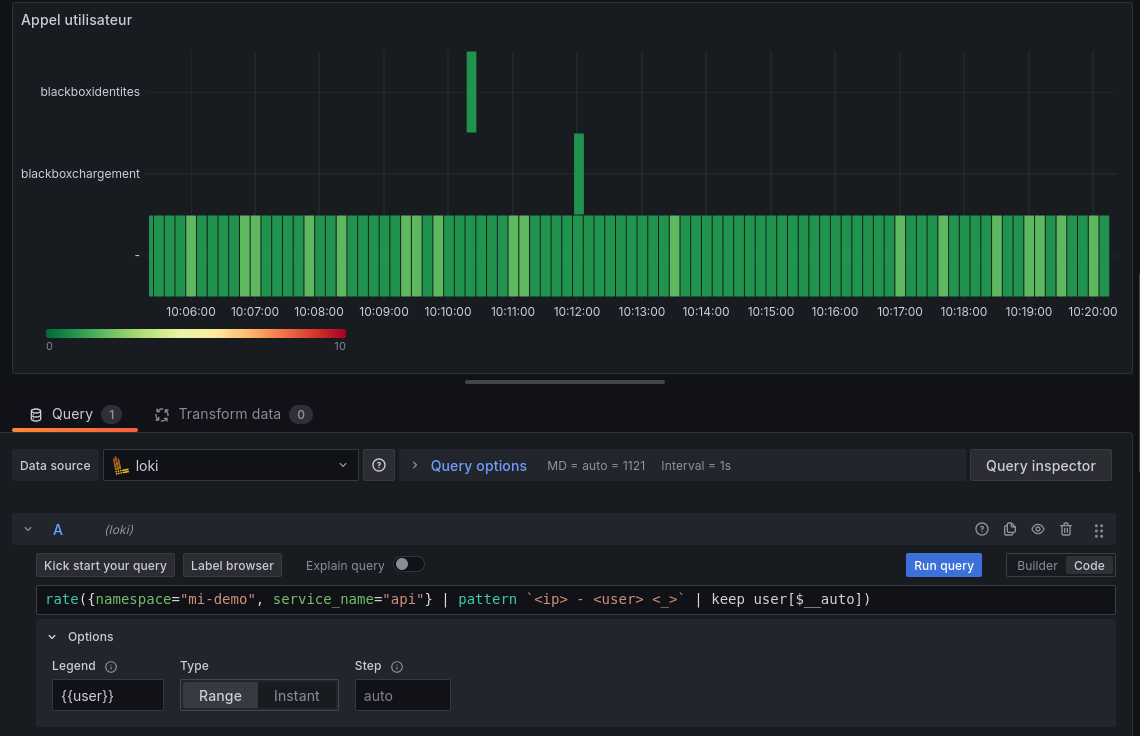 Appel utilisateur
blackboxidentites
blackboxchargement
-
10:06:00 10:07:00 10:08:00 10:09:00 10:10:00 10:11:00 10:12:00 10:13:00 10:14:00 10:15:00 10:16:00 10:17:00 10:18:00 10:19:00 10:20:00
0 10
Query 1 Transform data 0
Data source loki Query options MD = auto = 1121 Interval = 1s Query inspector
A (loki)
Kick start your query Label browser Explain query Run query Builder Code
rate({namespace="mi-demo", service_name="api"} | pattern `<ip> - <user> <_>` | keep user[$__auto])
Options
Legend Type Step
{{user}} Range Instant auto